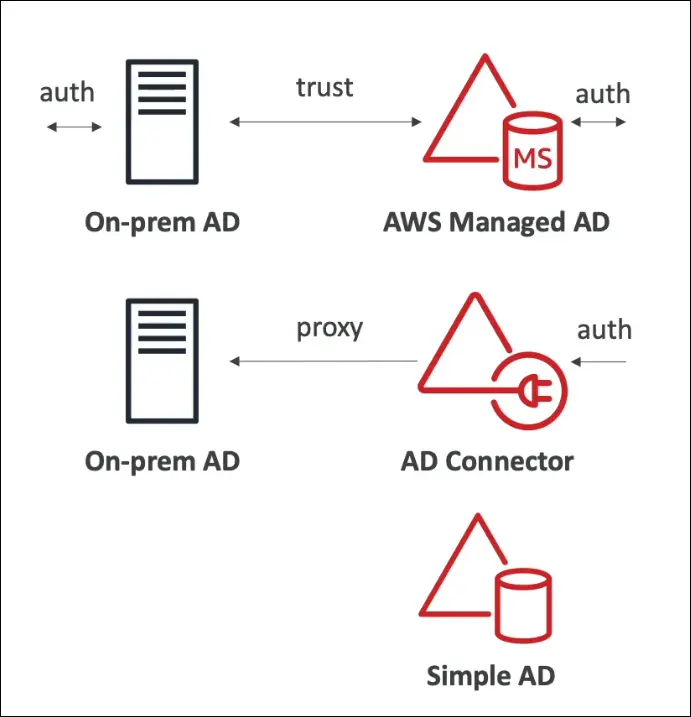 auth
trust
auth
MS
On-prem AD
AWS Managed AD
proxy
auth
On-prem AD
AD Connector
Simple AD